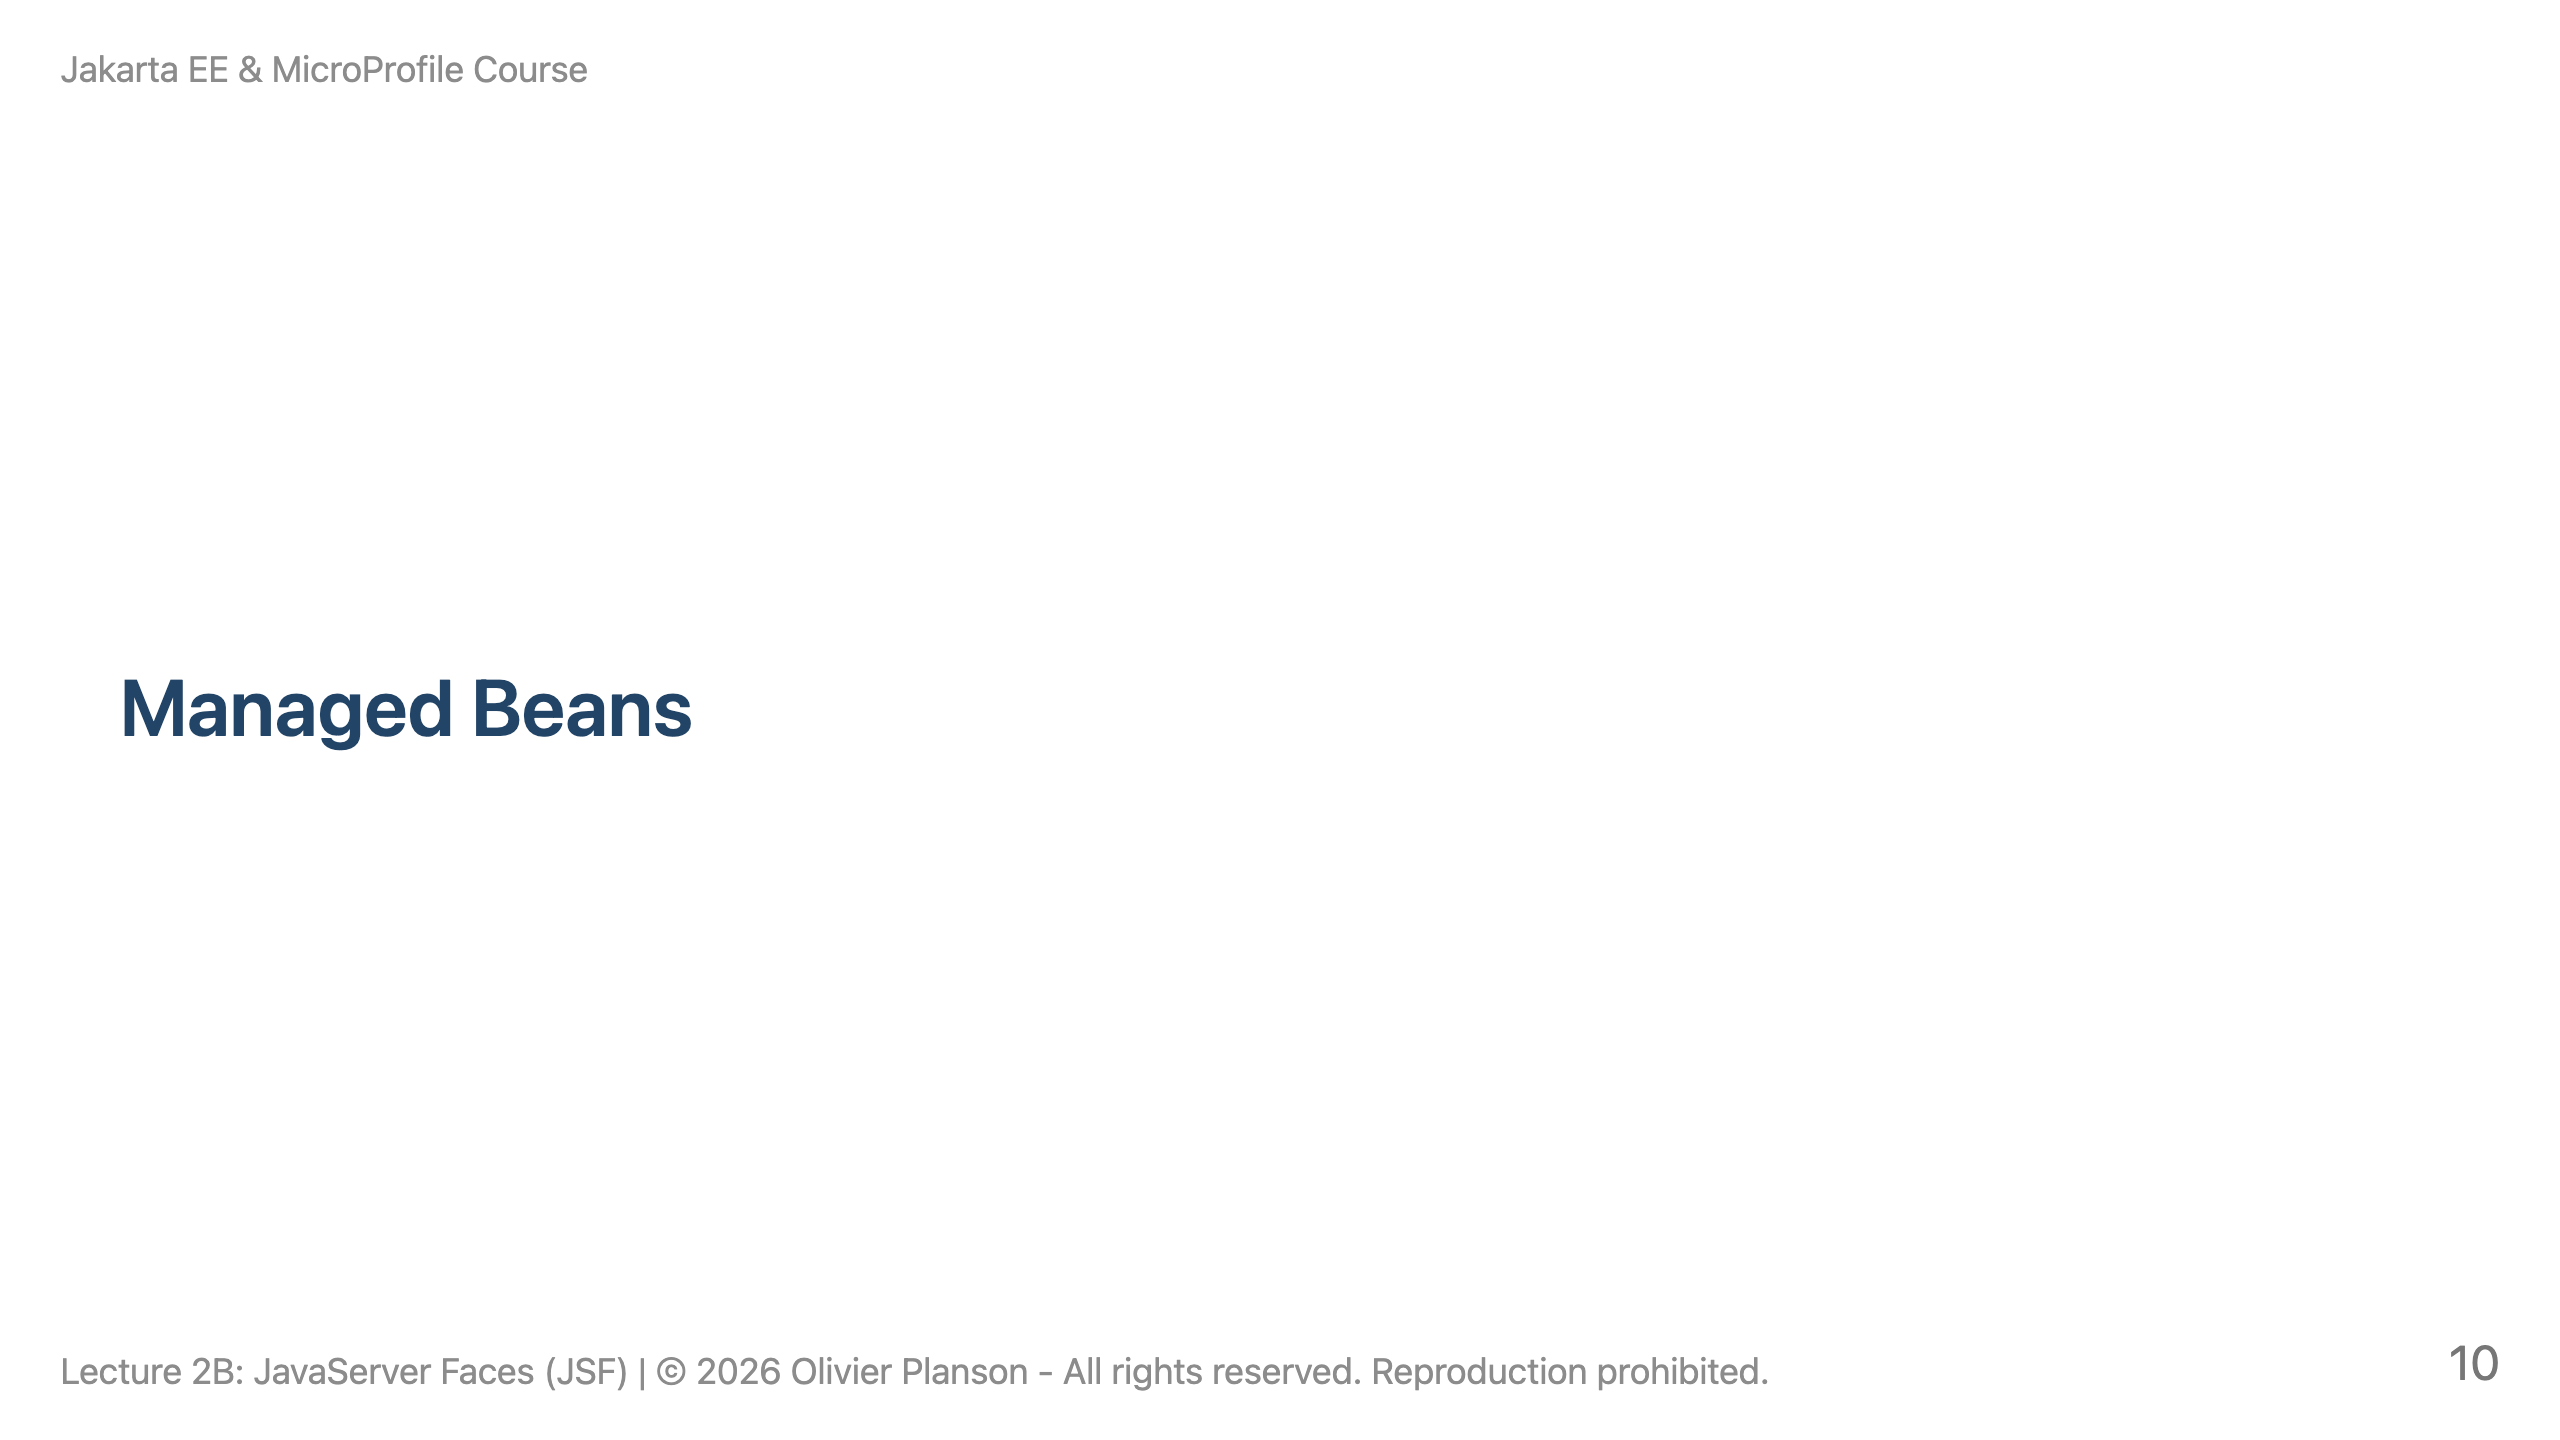 Jakarta EE & MicroProfile Course
Managed Beans
Lecture 2B: JavaServer Faces (JSF) | © 2026 Olivier Planson - All rights reserved. Reproduction prohibited.
10